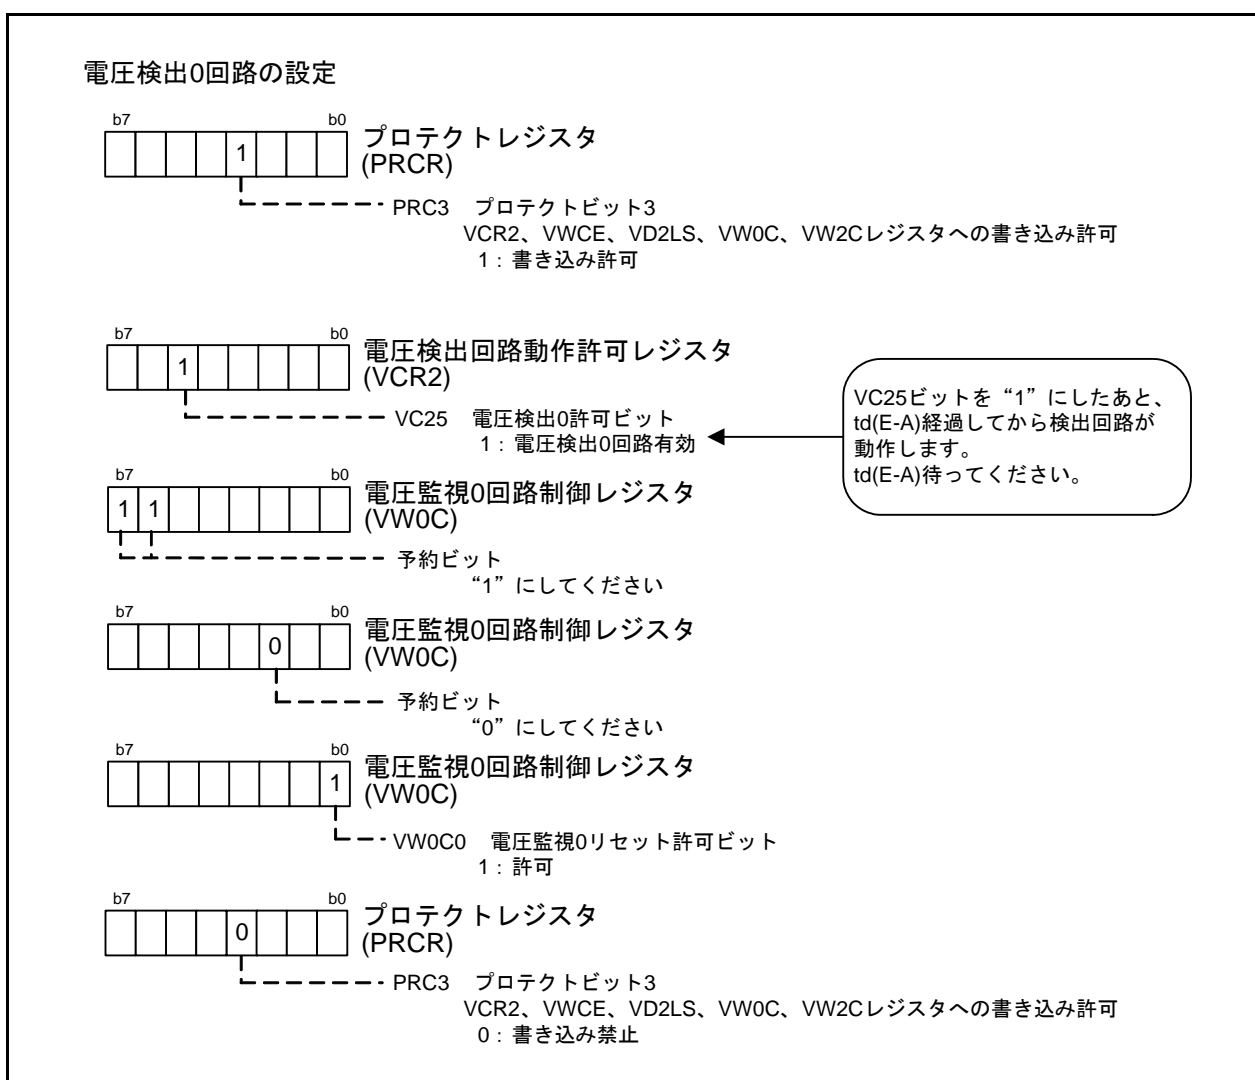 電圧検出0回路の設定
b7 b0
1
プロテクトレジスタ
(PRCR)
PRC3 プロテクトビット3
VCR2、VWCE、VD2LS、VW0C、VW2Cレジスタへの書き込み許可
1：書き込み許可
b7 b0
1
電圧検出回路動作許可レジスタ
(VCR2)
VC25 電圧検出0許可ビット
1：電圧検出0回路有効
VC25ビットを“1”にしたあと、
td(E-A)経過してから検出回路が
動作します。
td(E-A)待ってください。
b7 b0
1 1
電圧監視0回路制御レジスタ
(VW0C)
予約ビット
“1”にしてください
b7 b0
0
電圧監視0回路制御レジスタ
(VW0C)
予約ビット
“0”にしてください
b7 b0
1
電圧監視0回路制御レジスタ
(VW0C)
VW0C0 電圧監視0リセット許可ビット
1：許可
b7 b0
0
プロテクトレジスタ
(PRCR)
PRC3 プロテクトビット3
VCR2、VWCE、VD2LS、VW0C、VW2Cレジスタへの書き込み許可
0：書き込み禁止